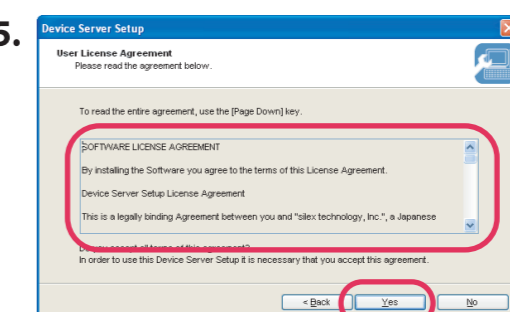 5.
Device Server Setup
User License Agreement
Please read the agreement below.
To read the entire agreement, use the [Page Down] key.
SOFTWARE LICENSE AGREEMENT
By installing the Software you agree to the terms of this License Agreement.
Device Server Setup License Agreement
This is a legally binding Agreement between you and "silex technology, Inc.", a Japanese
Do you accept all terms of this agreement?
In order to use this Device Server Setup it is necessary that you accept this agreement.
< Back Yes No